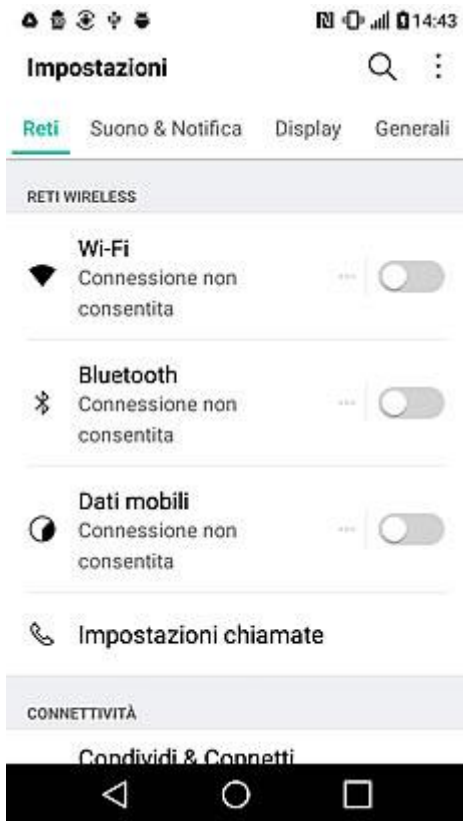 14:43
Impostazioni
Reti Suono & Notifica Display Generali
RETI WIRELESS
Wi-Fi
Connessione non
consentita
Bluetooth
Connessione non
consentita
Dati mobili
Connessione non
consentita
Impostazioni chiamate
CONNETTIVITÀ
Condividi & Connetti